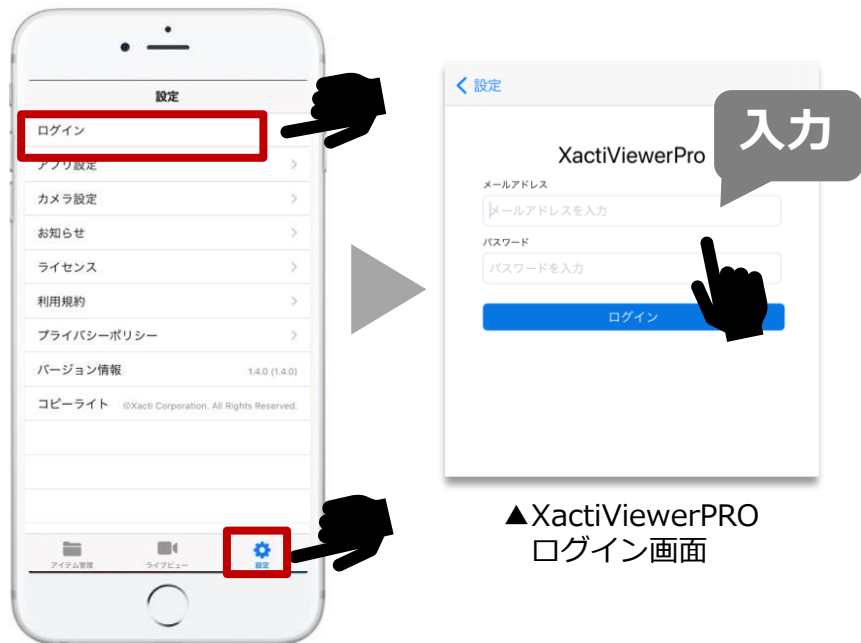 設定
ログイン
アプリ設定
カメラ設定
お知らせ
ライセンス
利用規約
プライバシーポリシー
バージョン情報 1.4.0 (1.4.0)
コピーライト ©Xacti Corporation. All Rights Reserved.
アイテム管理 ライブビュー 設定
設定
入力
XactiViewerPro
メールアドレス
メールアドレスを入力
パスワード
パスワードを入力
ログイン
▲XactiViewerPRO
ログイン画面